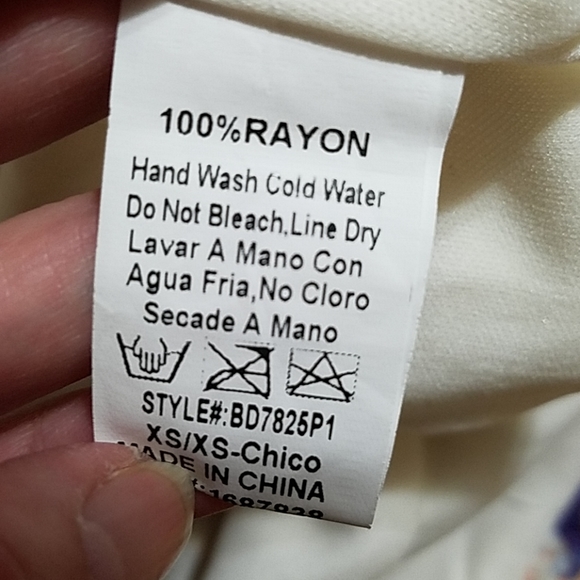 100%RAYON
Hand Wash Cold Water
Do Not Bleach,Line Dry
Lavar A Mano Con
Agua Fria,No Cloro
Secade A Mano
STYLE#:BD7825P1
XS/XS-Chico
MADE IN CHINA